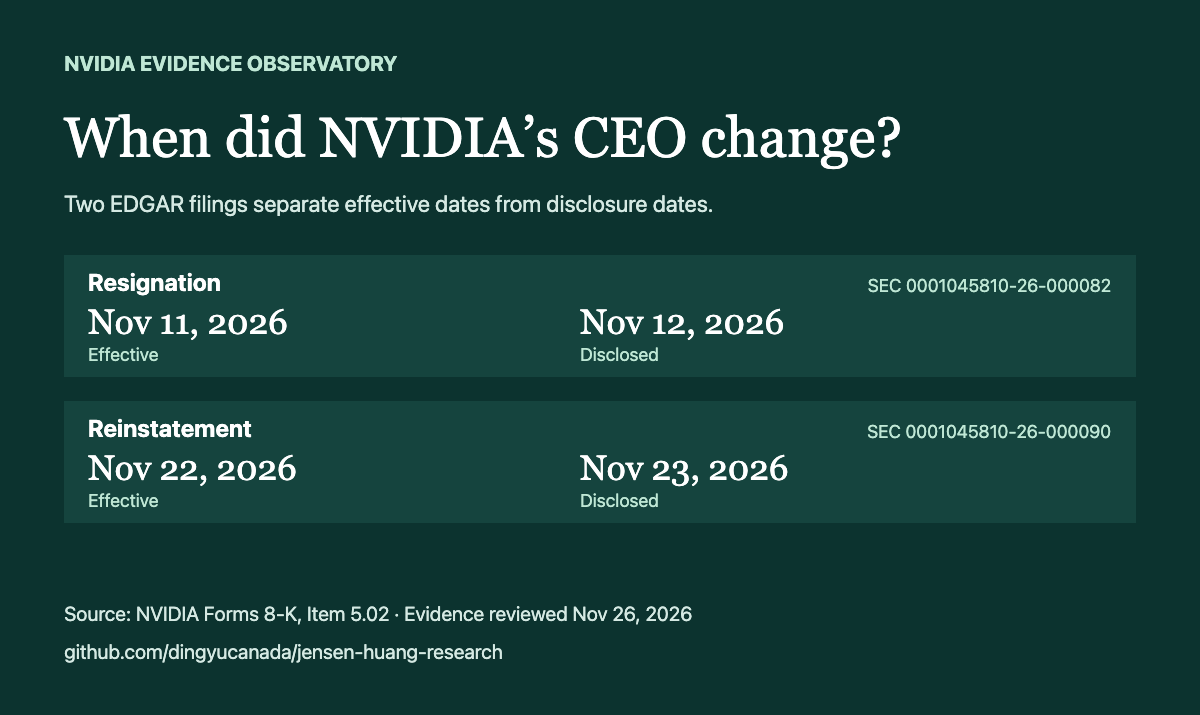 NVIDIA EVIDENCE OBSERVATORY
When did NVIDIA’s CEO change?
Two EDGAR filings separate effective dates from disclosure dates.
Resignation
SEC 0001045810-26-000082
Nov 11, 2026
Nov 12, 2026
Effective
Disclosed
Reinstatement
SEC 0001045810-26-000090
Nov 22, 2026
Nov 23, 2026
Effective
Disclosed
Source: NVIDIA Forms 8-K, Item 5.02 · Evidence reviewed Nov 26, 2026
github.com/dingyucanada/jensen-huang-research